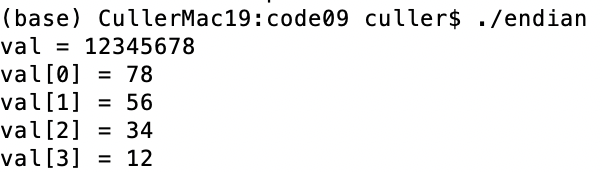 (base) CullerMac19:code09 culler$ ./endian
val = 12345678
val[0] = 78
val[1] = 56
val[2] = 34
val[3] = 12